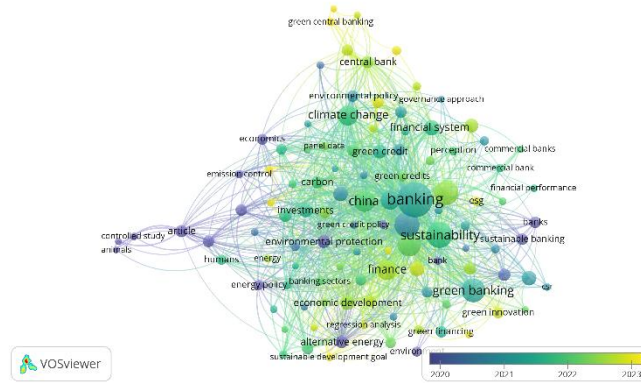 green central banking
central bank
environmental policy
governance approach
climate change
financial system
economics
panel data
green credit
perception
commercial banks
commercial bank
emission control
carbon
green credits
financial performance
china
banking
esg
investments
green credit policy
banks
article
controlled study
animals
environmental protection
sustainability
sustainable banking
humans
energy
bank
finance
energy policy
banking sectors
green banking
csr
economic development
green innovation
regression analysis
green financing
alternative energy
sustainable development goal
VOSviewer
2020 2021 2022 2023